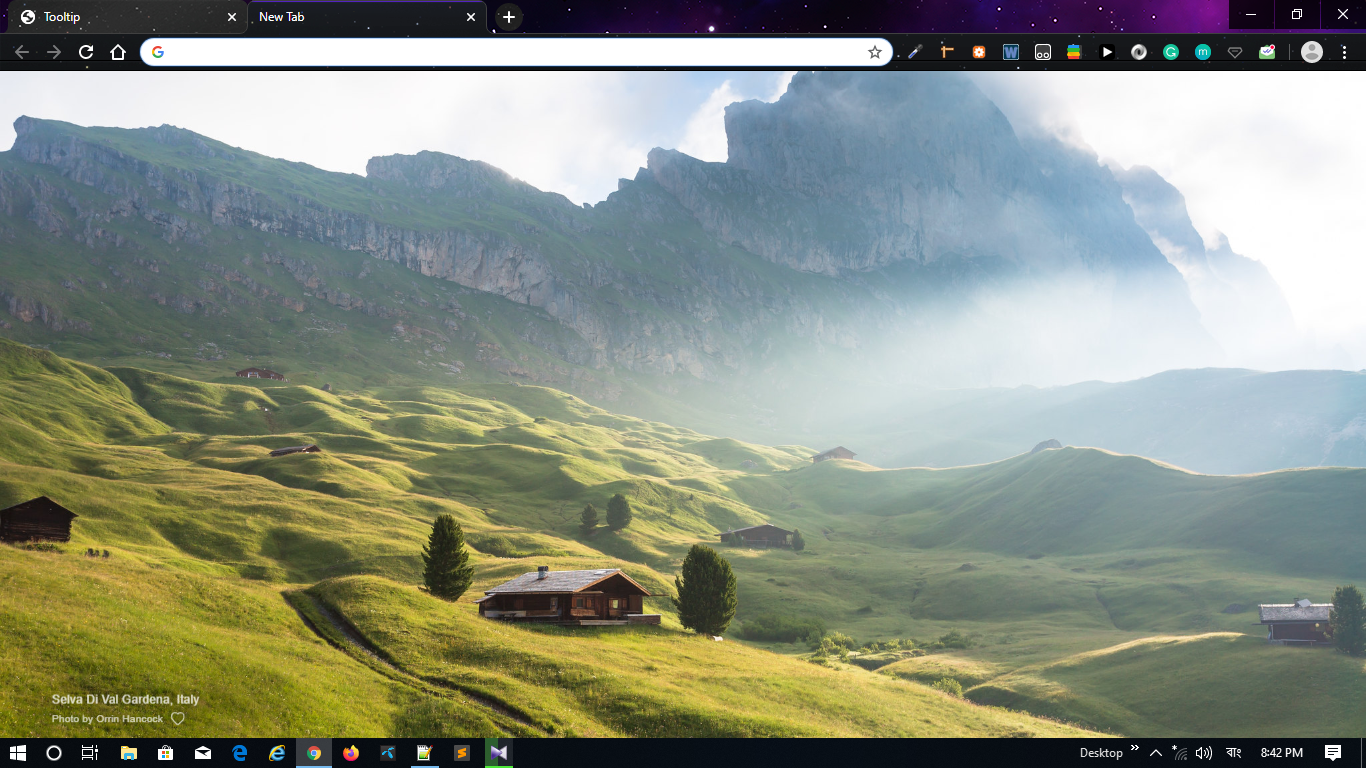 Tooltip
New Tab
Selva Di Val Gardena, Italy
Photo by Orrin Hancock
Desktop
বাং
8:42 PM